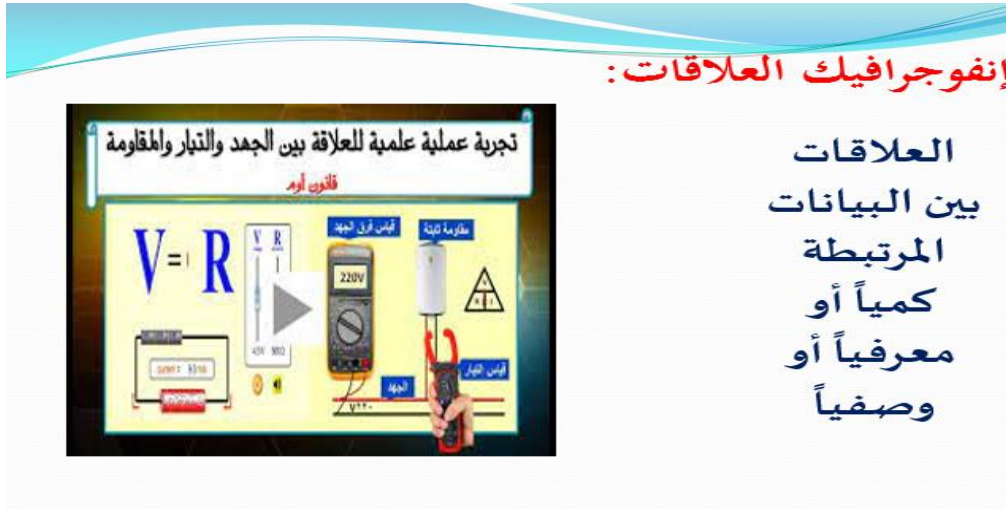 إنفوجرافيك العلاقات:
العلاقات
بين البيانات
المرتبطة
كمياً أو
معرفياً أو
وصفياً
تجربة عملية علمية للعلاقة بين الجهد والتيار والمقاومة
قانون أوم
V = R
V R
قياس فرق الجهد
مقاومة ثابتة
220V
قياس التيار
الجهد
٧٢٢٠